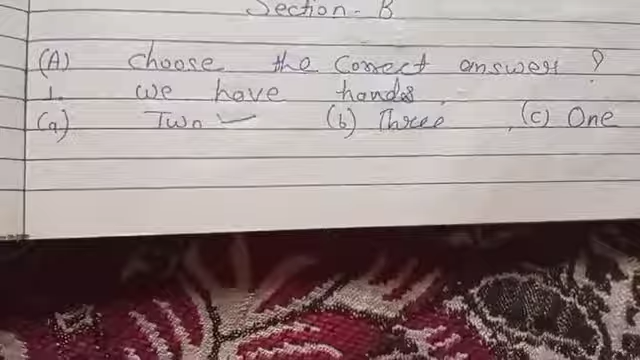 Section - B
(A) choose the correct answer ?
1. we have hands.
(a) Two (b) Three (c) One